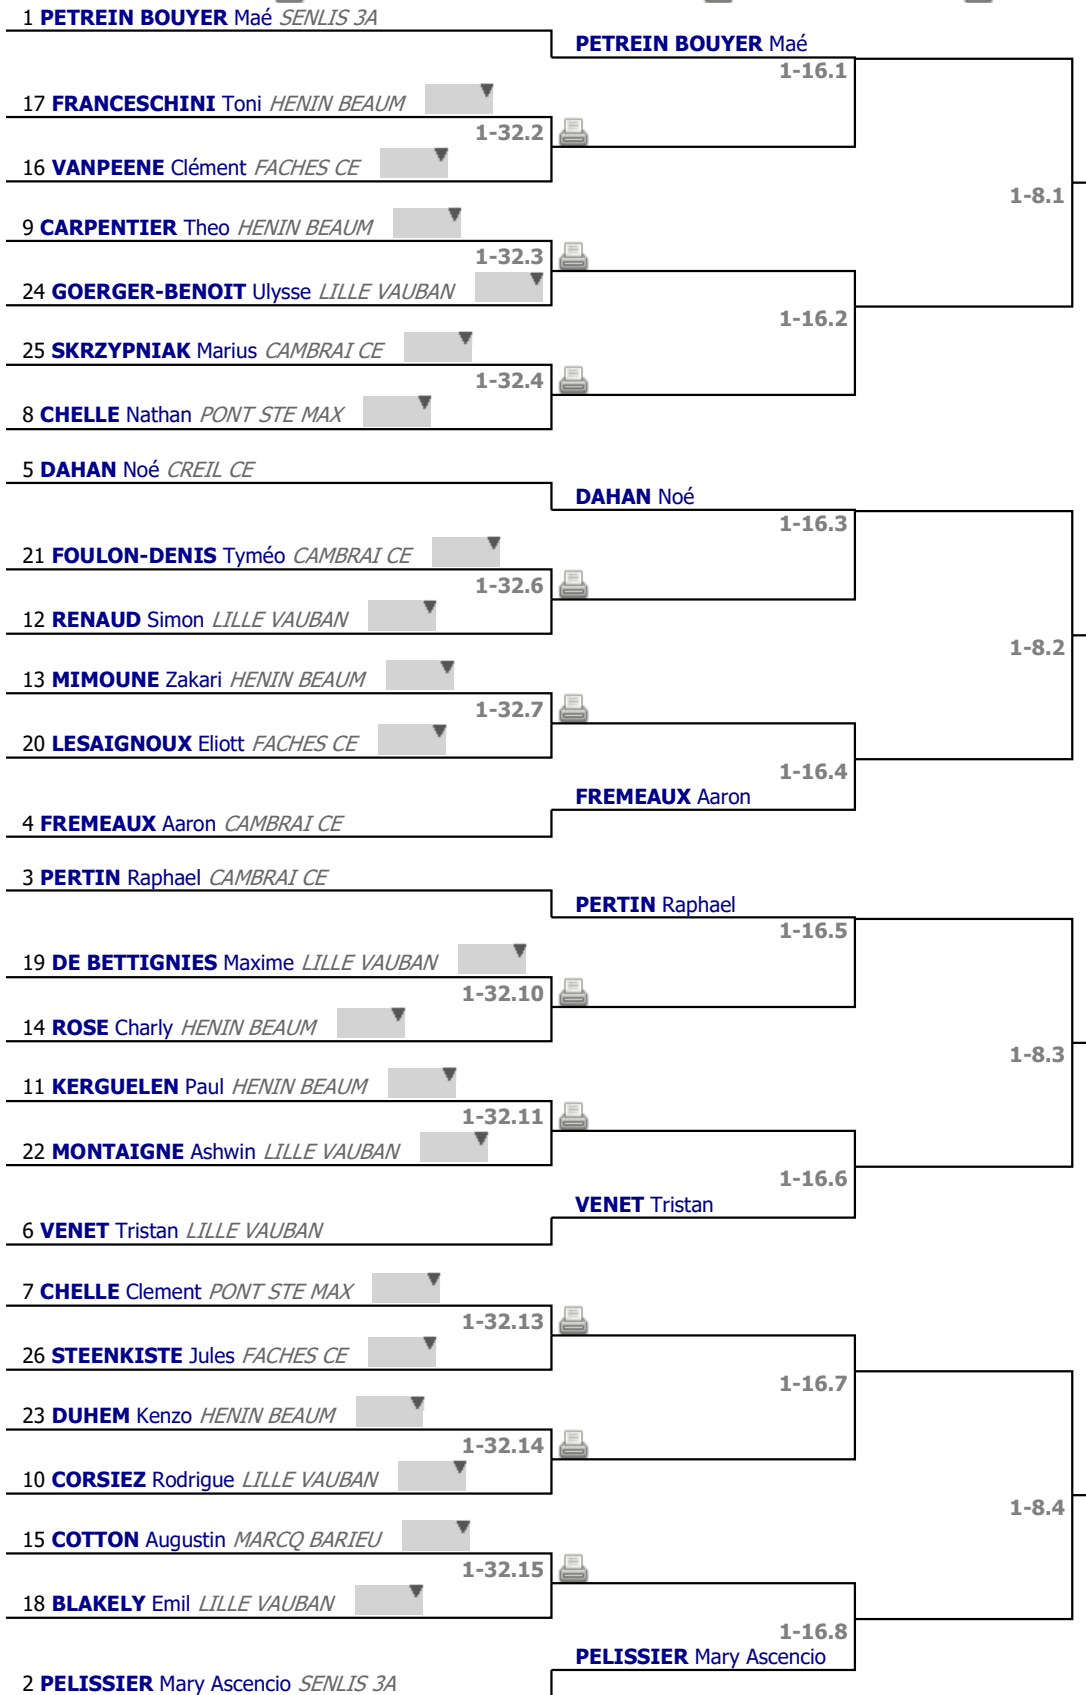 1 PETREIN BOUYER Maé SENLIS 3A
PETREIN BOUYER Maé
1-16.1
17 FRANCESCHINI Toni HENIN BEAUM
1-32.2
16 VANPEENE Clément FACHES CE
1-8.1
9 CARPENTIER Theo HENIN BEAUM
1-32.3
24 GOERGER-BENOIT Ulysse LILLE VAUBAN
1-16.2
25 SKRZYPNIAK Marius CAMBRAI CE
1-32.4
8 CHELLE Nathan PONT STE MAX
5 DAHAN Noé CREIL CE
DAHAN Noé
1-16.3
21 FOULON-DENIS Tyméo CAMBRAI CE
1-32.6
12 RENAUD Simon LILLE VAUBAN
1-8.2
13 MIMOUNE Zakari HENIN BEAUM
1-32.7
20 LESAIGNOUX Eliott FACHES CE
1-16.4
FREMEAUX Aaron
4 FREMEAUX Aaron CAMBRAI CE
3 PERTIN Raphael CAMBRAI CE
PERTIN Raphael
1-16.5
19 DE BETTIGNIES Maxime LILLE VAUBAN
1-32.10
14 ROSE Charly HENIN BEAUM
1-8.3
11 KERGUELEN Paul HENIN BEAUM
1-32.11
22 MONTAIGNE Ashwin LILLE VAUBAN
1-16.6
VENET Tristan
6 VENET Tristan LILLE VAUBAN
7 CHELLE Clement PONT STE MAX
1-32.13
26 STEENKISTE Jules FACHES CE
1-16.7
23 DUHEM Kenzo HENIN BEAUM
1-32.14
10 CORSIEZ Rodrigue LILLE VAUBAN
1-8.4
15 COTTON Augustin MARCQ BARIEU
1-32.15
18 BLAKELY Emil LILLE VAUBAN
1-16.8
PELISSIER Mary Ascencio
2 PELISSIER Mary Ascencio SENLIS 3A